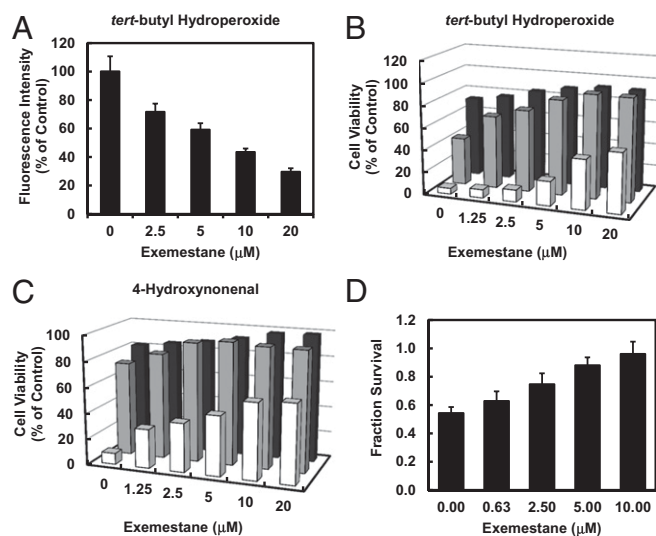 A
tert-butyl Hydroperoxide
Fluorescence Intensity
(% of Control)
120
100
80
60
40
20
0
0 2.5 5 10 20
Exemestane (μM)
B
tert-butyl Hydroperoxide
Cell Viability
(% of Control)
120
100
80
60
40
20
0
0 1.25 2.5 5 10 20
Exemestane (μM)
C
4-Hydroxynonenal
Cell Viability
(% of Control)
100
80
60
40
20
0
0 1.25 2.5 5 10 20
Exemestane (μM)
D
Fraction Survival
1.2
1.0
0.8
0.6
0.4
0.2
0.0
0.00 0.63 2.50 5.00 10.00
Exemestane (μM)